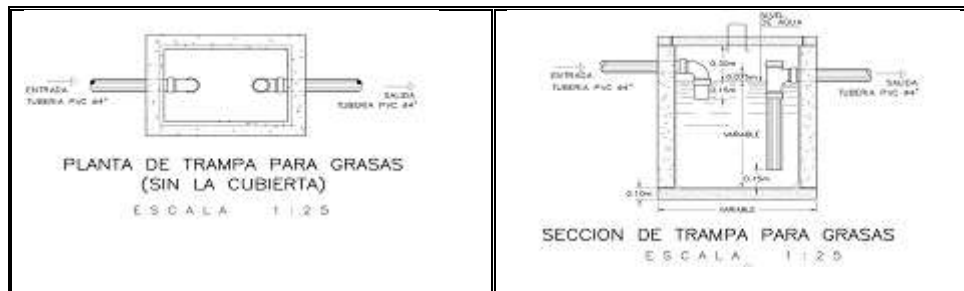 ENTRADA
TUBERIA PVC ø4"
SALIDA
TUBERIA PVC ø4"
PLANTA DE TRAMPA PARA GRASAS
(SIN LA CUBIERTA)
ESCALA 1:25
NIVEL
DE AGUA
ENTRADA
TUBERIA PVC ø4"
0.30m
0.075m
0.15m
SALIDA
TUBERIA PVC ø4"
VARIABLE
0.15m
0.10m
VARIABLE
SECCION DE TRAMPA PARA GRASAS
ESCALA 1:25